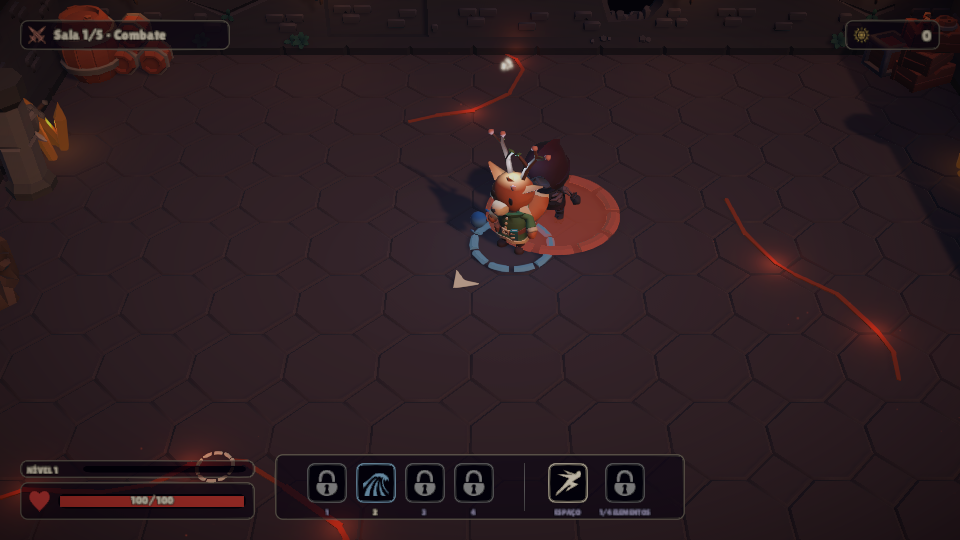 Sala 1/5 - Combate
0
NÍVEL 1
100/100
1 2 3 4 ESPAÇO 1/4 ELEMENTOS